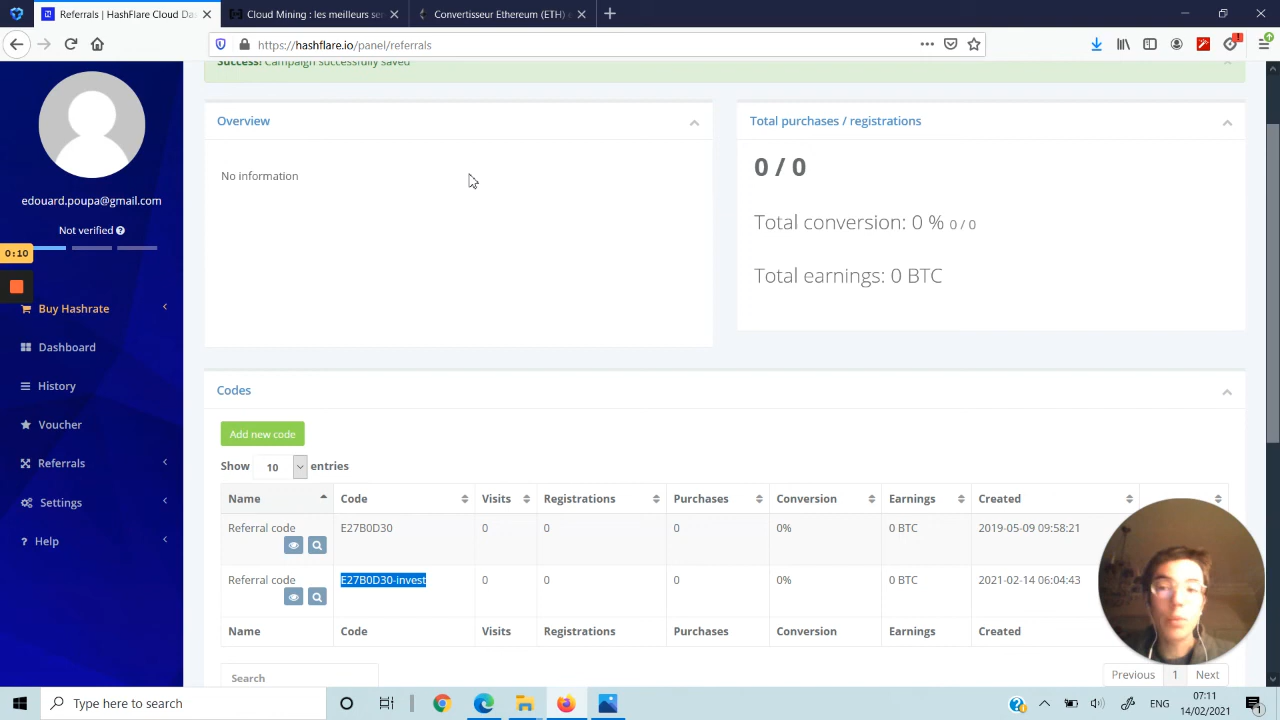 Referrals | HashFlare Cloud Das
Cloud Mining : les meilleurs ser
Convertisseur Ethereum (ETH) e
https://hashflare.io/panel/referrals
Success! Campaign successfully saved
edouard.poupa@gmail.com
Not verified
0:10
Buy Hashrate
Dashboard
History
Voucher
Referrals
Settings
Help
Overview
No information
Total purchases / registrations
0 / 0
Total conversion: 0 % 0 / 0
Total earnings: 0 BTC
Codes
Add new code
Show 10 entries
Name Code Visits Registrations Purchases Conversion Earnings Created
Referral code E27B0D30 0 0 0 0% 0 BTC 2019-05-09 09:58:21
Referral code E27B0D30-invest 0 0 0 0% 0 BTC 2021-02-14 06:04:43
Name Code Visits Registrations Purchases Conversion Earnings Created
Search
Previous 1 Next
Type here to search
ENG
07:11
14/02/2021